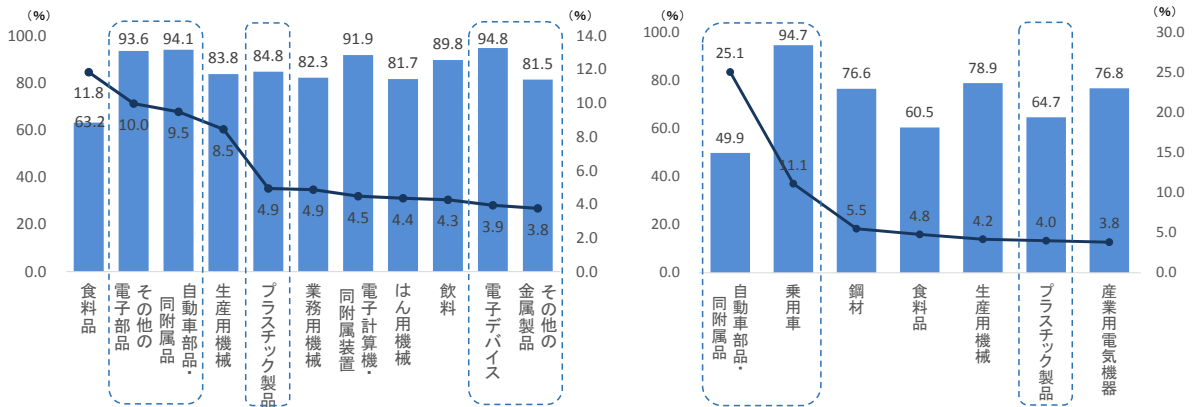 (%)
(%)
100.0
80.0
60.0
40.0
20.0
0.0
14.0
12.0
10.0
8.0
6.0
4.0
2.0
0.0
63.2
93.6
94.1
83.8
84.8
82.3
91.9
81.7
89.8
94.8
81.5
11.8
10.0
9.5
8.5
4.9
4.9
4.5
4.4
4.3
3.9
3.8
食料品
その他の
電子部品
自動車部品・
同附属品
生産用機械
プラスチック製品
業務用機械
電子計算機・
同附属装置
はん用機械
飲料
電子デバイス
その他の
金属製品
(%)
(%)
100.0
80.0
60.0
40.0
20.0
0.0
30.0
25.0
20.0
15.0
10.0
5.0
0.0
49.9
94.7
76.6
60.5
78.9
64.7
76.8
25.1
11.1
5.5
4.8
4.2
4.0
3.8
自動車部品・
同附属品
乗用車
鋼材
食料品
生産用機械
プラスチック製品
産業用電気機器